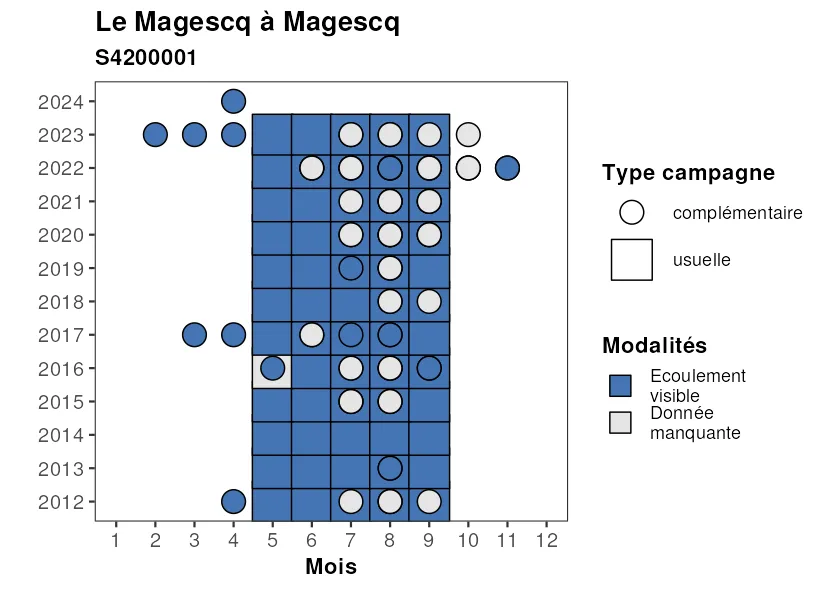 Le Magescq à Magescq
S4200001
2024
2023
2022
2021
2020
2019
2018
2017
2016
2015
2014
2013
2012
1 2 3 4 5 6 7 8 9 10 11 12
Mois
Type campagne
complémentaire
usuelle
Modalités
Ecoulement
visible
Donnée
manquante